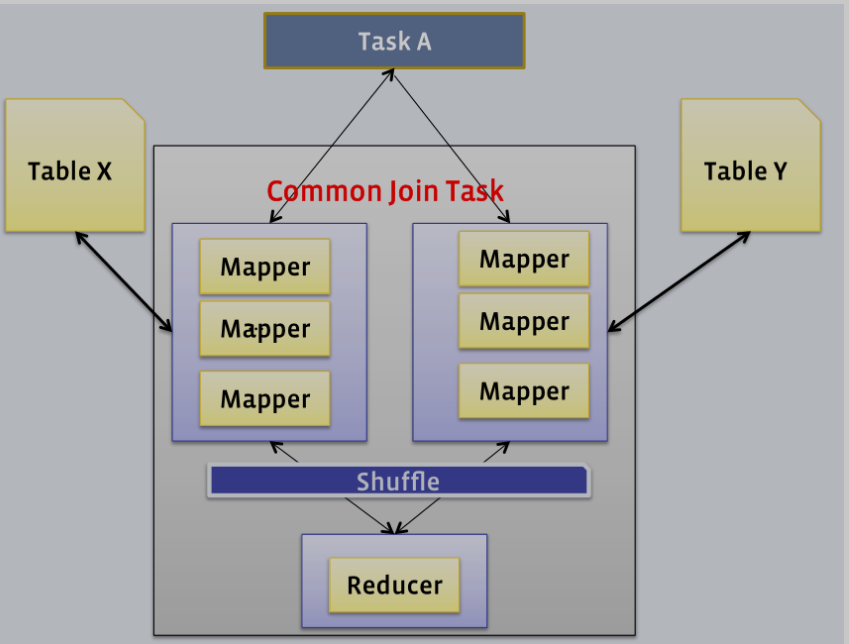 Task A
Table X
Table Y
Common Join Task
Mapper
Mapper
Mapper
Mapper
Mapper
Mapper
Shuffle
Reducer